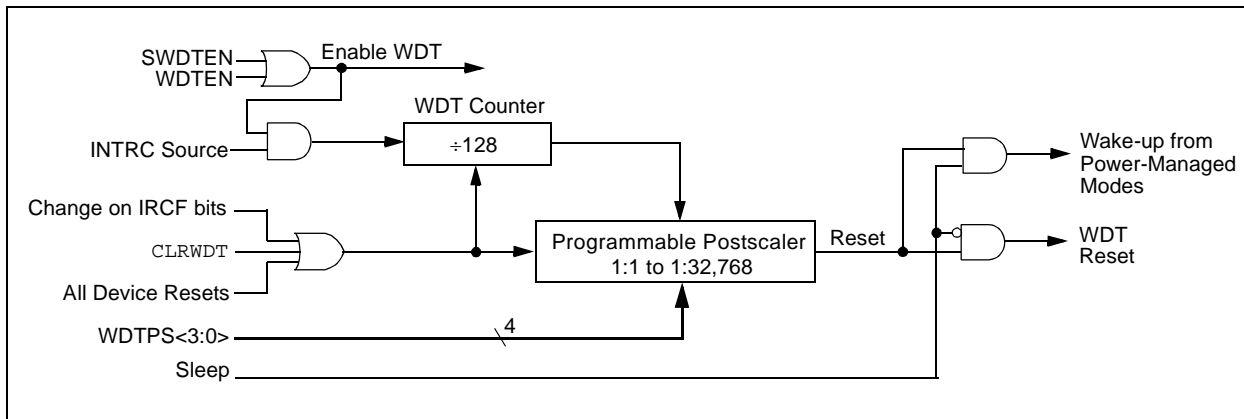 SWDTEN
WDTEN
Enable WDT
WDT Counter
÷128
INTRC Source
Wake-up from
Power-Managed
Modes
Change on IRCF bits
CLRWDT
All Device Resets
Programmable Postscaler
1:1 to 1:32,768
Reset
WDT
Reset
WDTPS<3:0>
4
Sleep